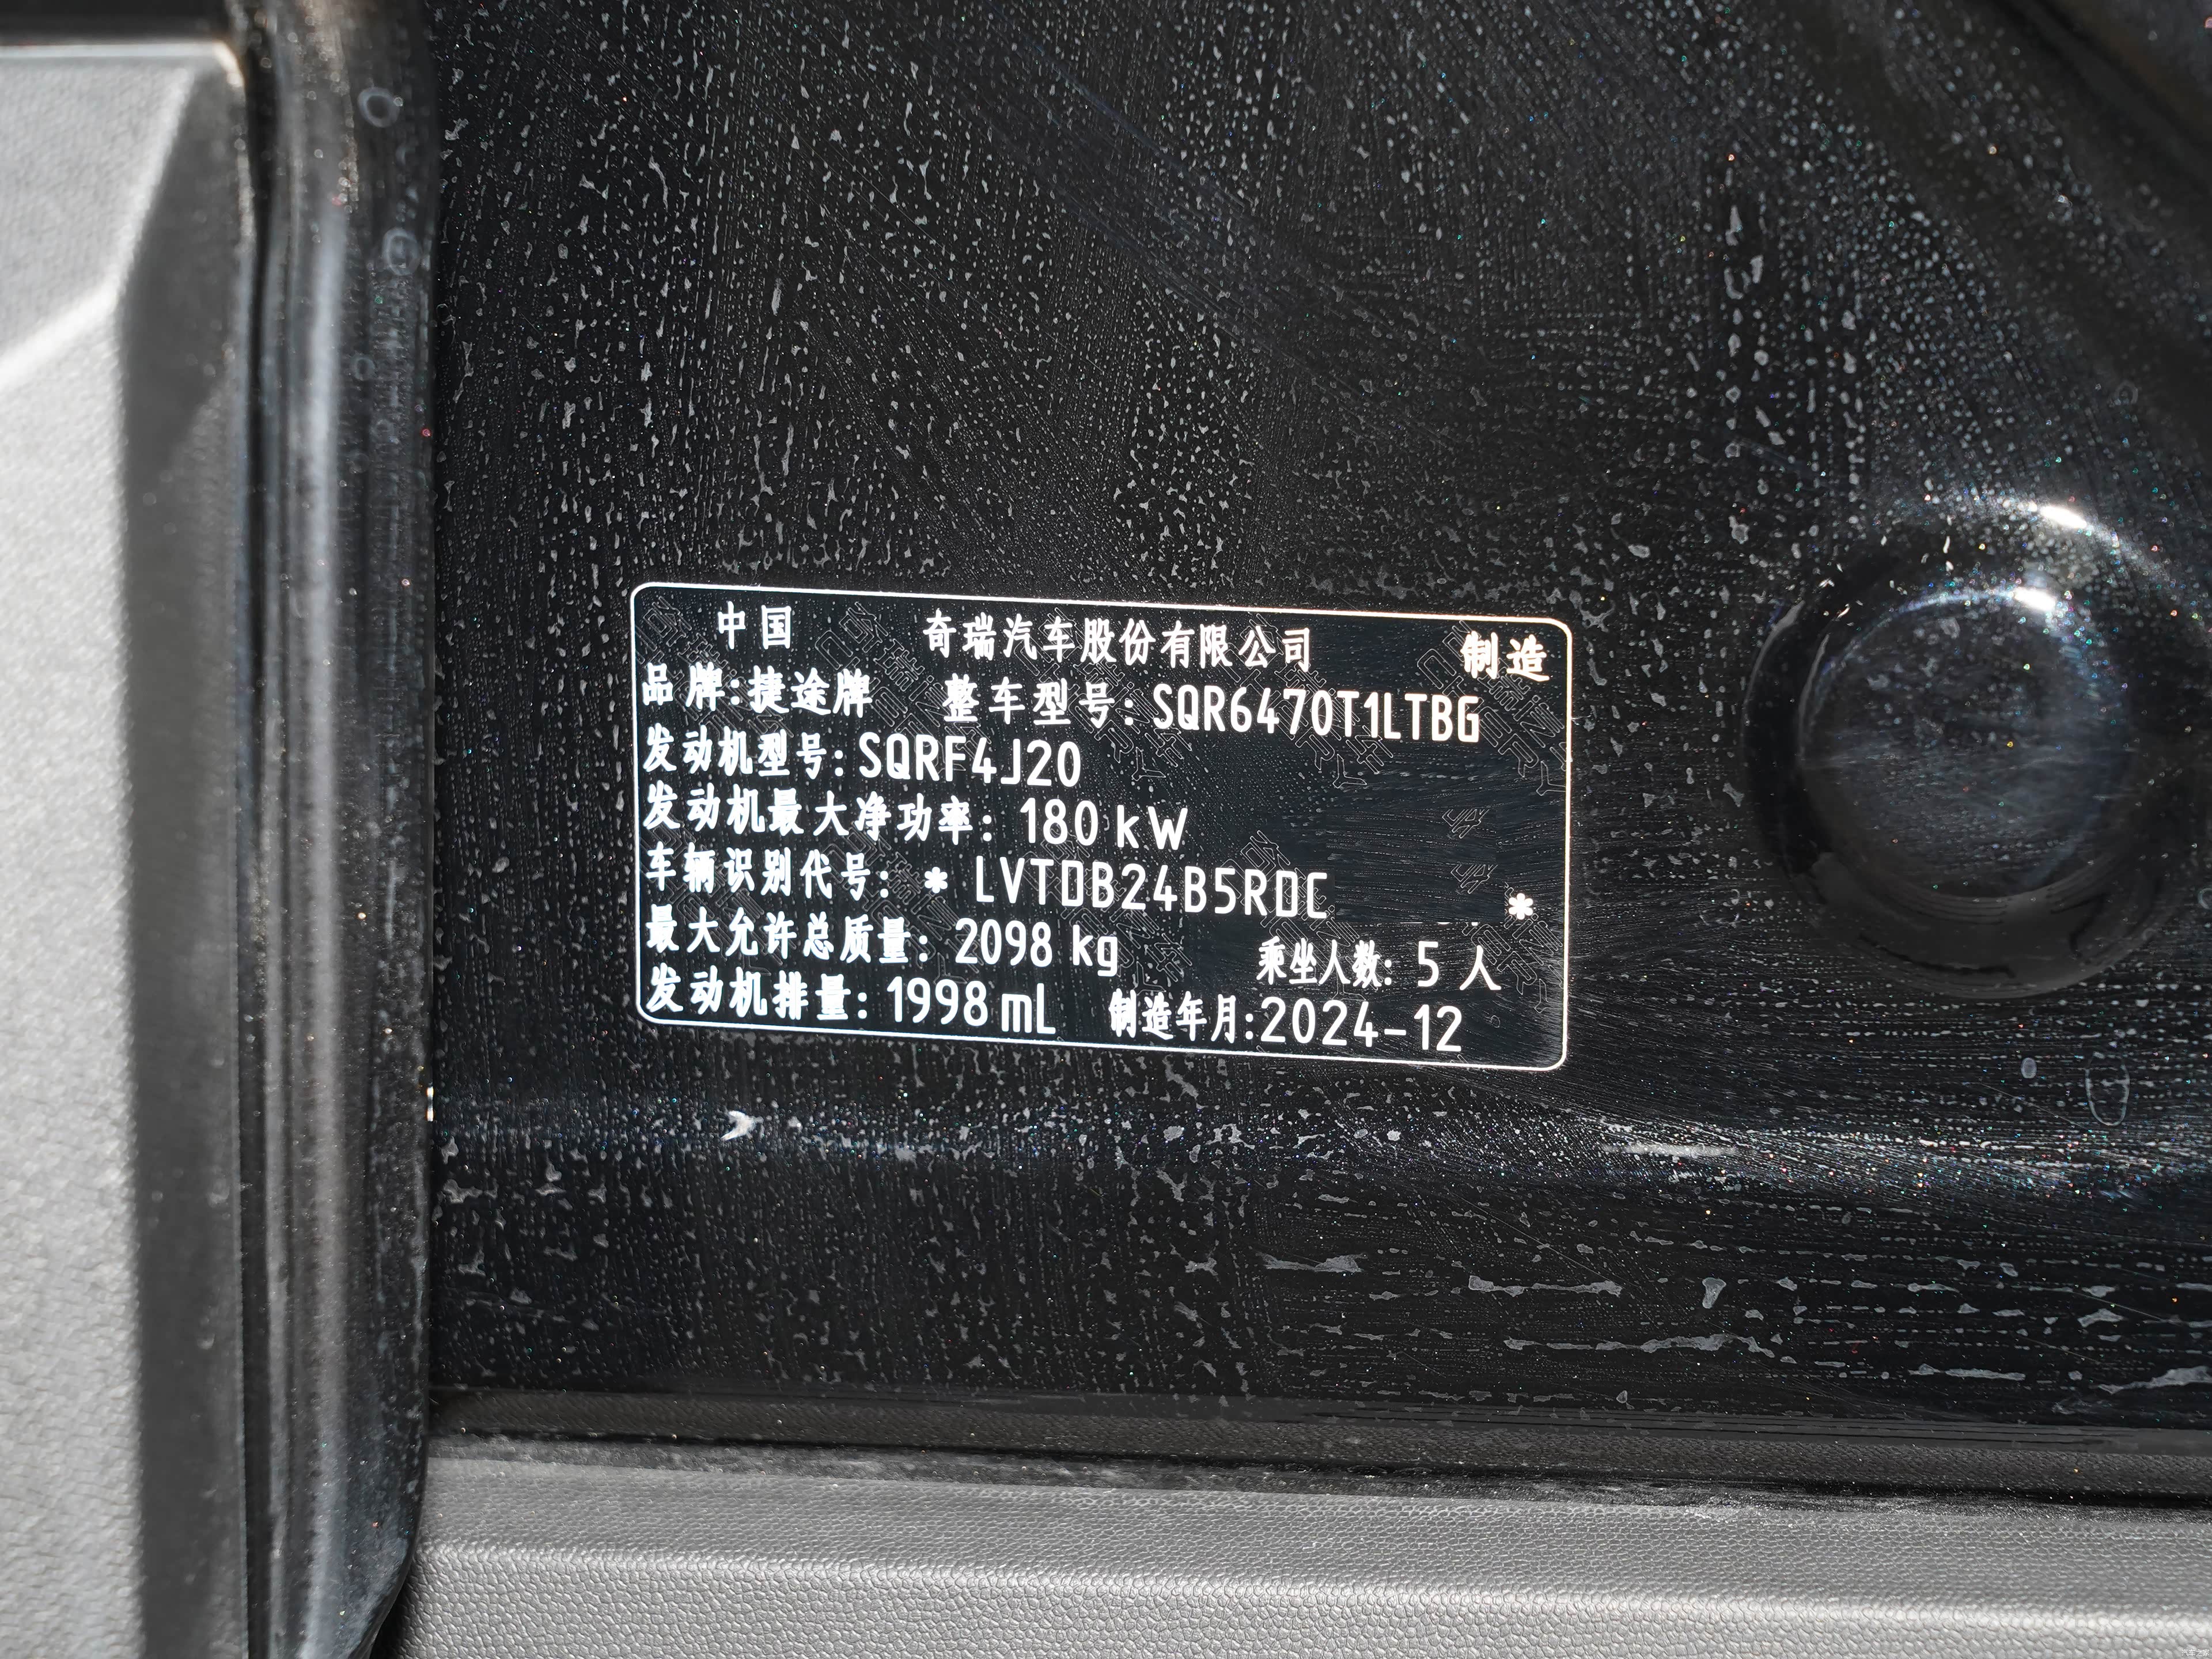 中国 奇瑞汽车股份有限公司 制造
品牌:捷途牌 整车型号:SQR6470T1LTBG
发动机型号:SQRF4J20
发动机最大净功率: 180 kW
车辆识别代号: * LVTDB24B5RDC *
最大允许总质量: 2098 kg 乘坐人数: 5 人
发动机排量: 1998 mL 制造年月:2024-12